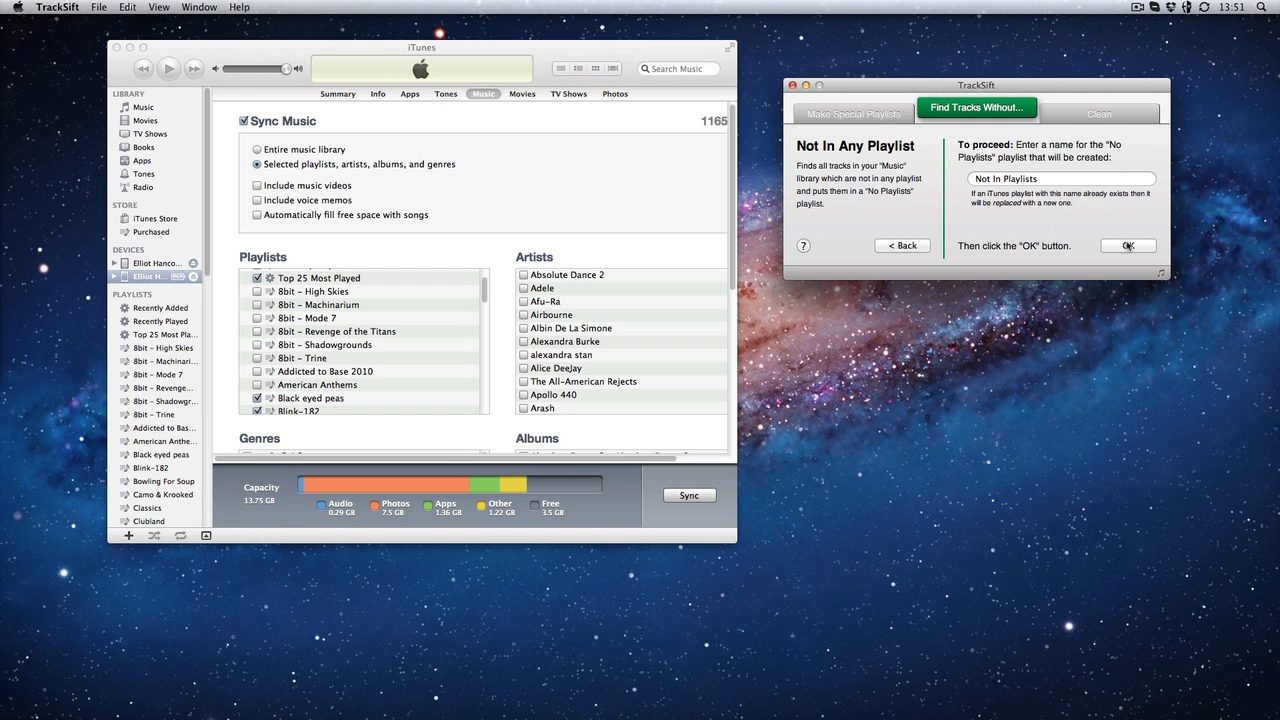 TrackSift File Edit View Window Help
13:51
iTunes
Search Music
Summary Info Apps Tones Music Movies TV Shows Photos
LIBRARY
Music
Movies
TV Shows
Books
Apps
Tones
Radio
STORE
iTunes Store
Purchased
DEVICES
Elliot Hanco...
Elliot H...
PLAYLISTS
Recently Added
Recently Played
Top 25 Most Pla...
8bit - High Skies
8bit - Machinari...
8bit - Mode 7
8bit - Revenge...
8bit - Shadowgr...
8bit - Trine
Addicted to Bas...
American Anthe...
Black eyed peas
Blink-182
Bowling For Soup
Camo & Krooked
Classics
Clubland
Sync Music
1165
Entire music library
Selected playlists, artists, albums, and genres
Include music videos
Include voice memos
Automatically fill free space with songs
Playlists
Top 25 Most Played
8bit - High Skies
8bit - Machinarium
8bit - Mode 7
8bit - Revenge of the Titans
8bit - Shadowgrounds
8bit - Trine
Addicted to Base 2010
American Anthems
Black eyed peas
Blink-182
Artists
Absolute Dance 2
Adele
Afu-Ra
Airbourne
Albin De La Simone
Alexandra Burke
alexandra stan
Alice DeeJay
The All-American Rejects
Apollo 440
Arash
Genres
Albums
Capacity
13.75 GB
Audio
0.29 GB
Photos
7.5 GB
Apps
1.36 GB
Other
1.22 GB
Free
3.5 GB
Sync
TrackSift
Make Special Playlists
Find Tracks Without...
Clean
Not In Any Playlist
Finds all tracks in your "Music"
library which are not in any playlist
and puts them in a "No Playlists"
playlist.
? < Back
To proceed: Enter a name for the "No
Playlists" playlist that will be created:
Not In Playlists
If an iTunes playlist with this name already exists then it
will be replaced with a new one.
Then click the "OK" button.
OK